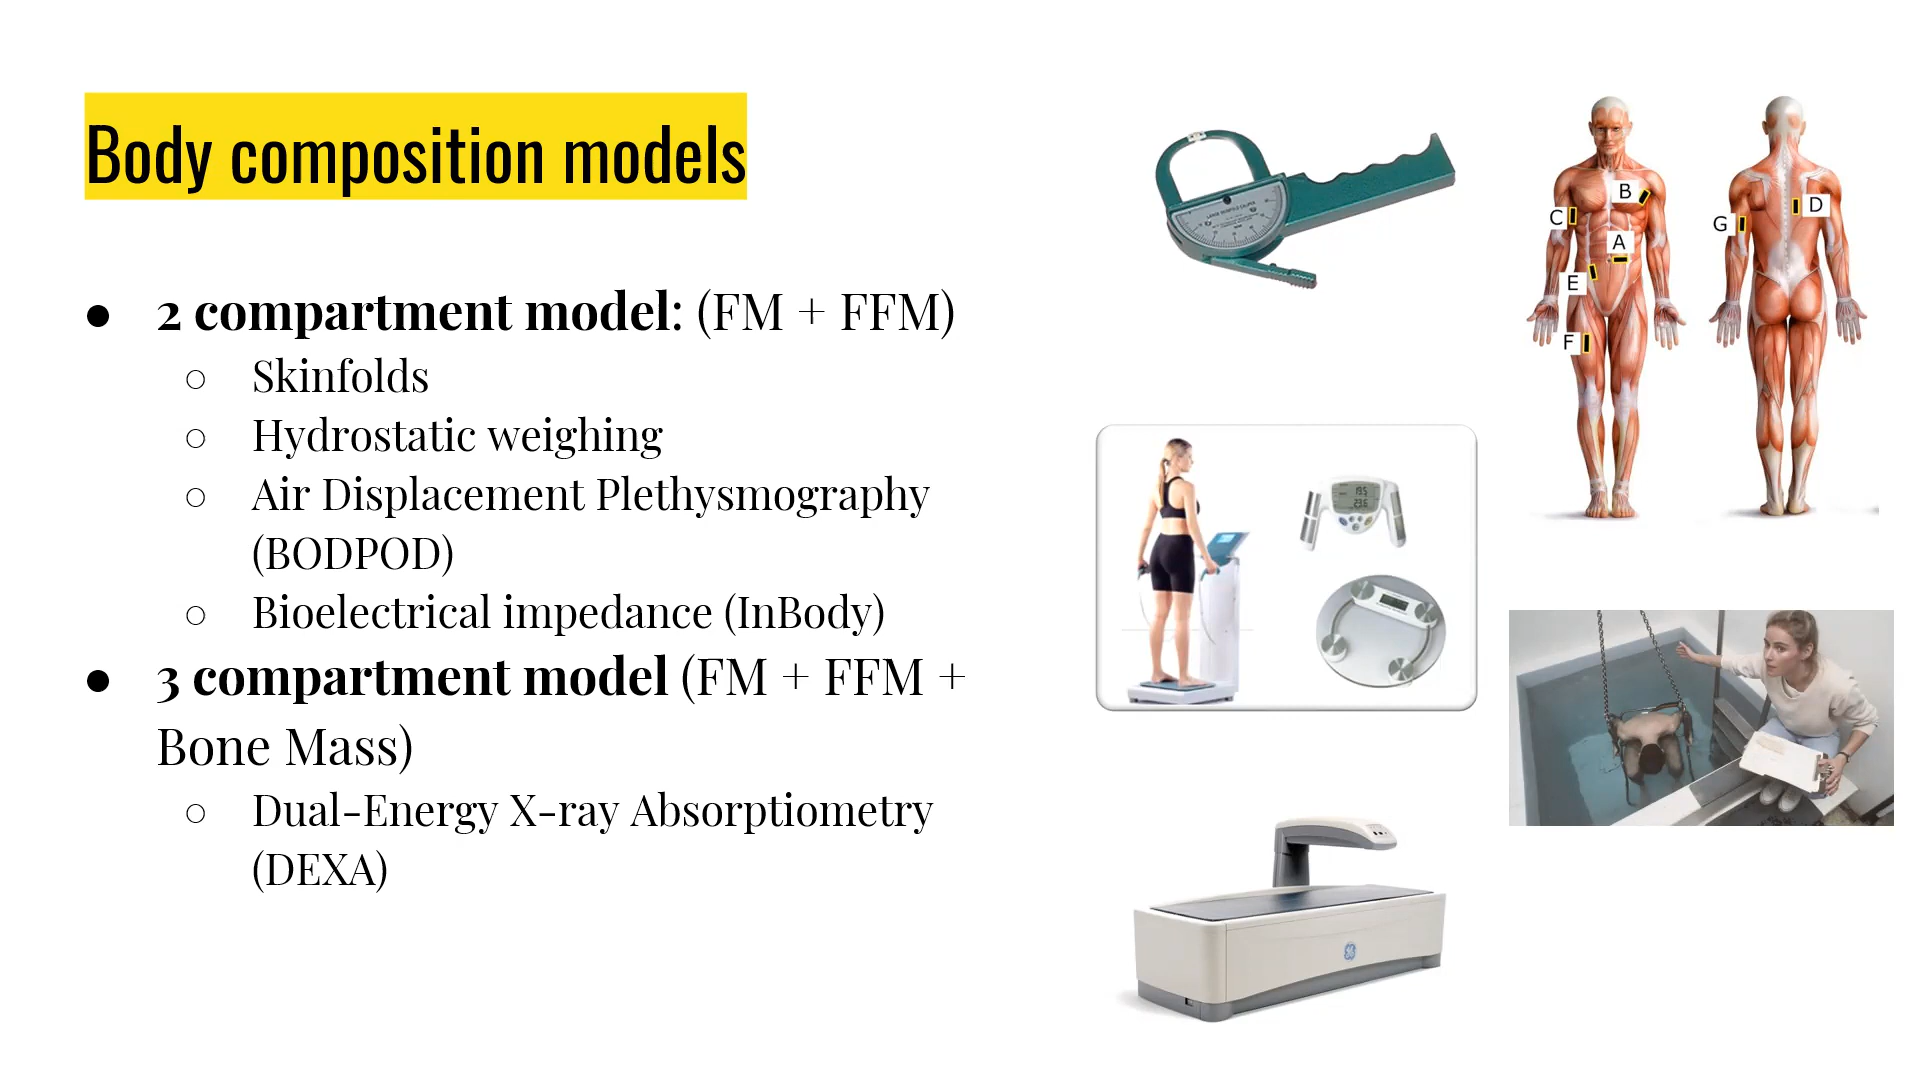 Body composition models
● 2 compartment model: (FM + FFM)
○ Skinfolds
○ Hydrostatic weighing
○ Air Displacement Plethysmography
(BODPOD)
○ Bioelectrical impedance (InBody)
● 3 compartment model (FM + FFM +
Bone Mass)
○ Dual-Energy X-ray Absorptiometry
(DEXA)
B
C
A
E
F
D
G